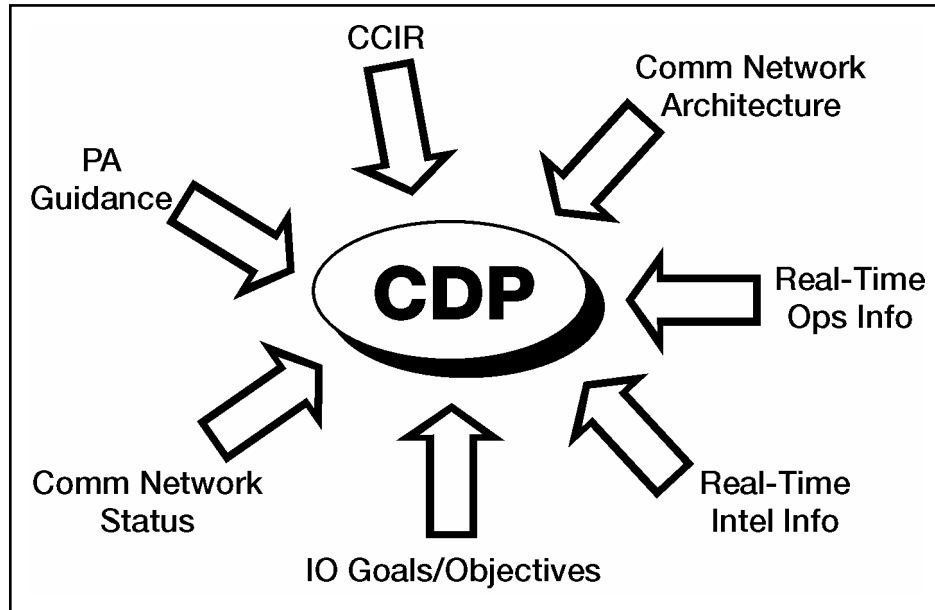 CCIR
Comm Network
Architecture
PA
Guidance
CDP
Real-Time
Ops Info
Comm Network
Status
Real-Time
Intel Info
IO Goals/Objectives